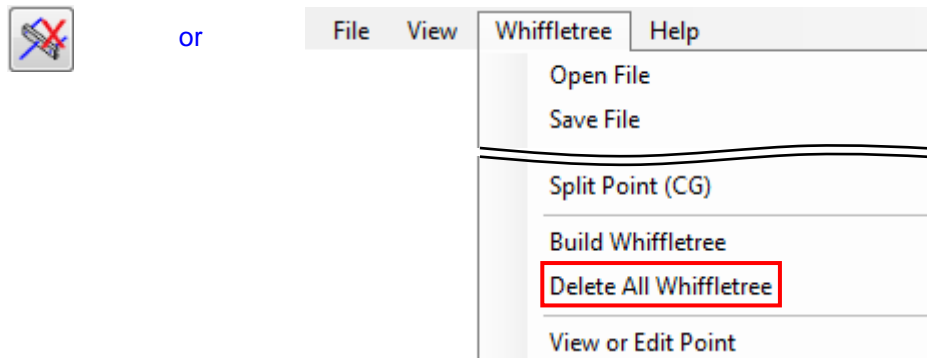 or
File View Whiffletree Help
Open File
Save File
Split Point (CG)
Build Whiffletree
Delete All Whiffletree
View or Edit Point